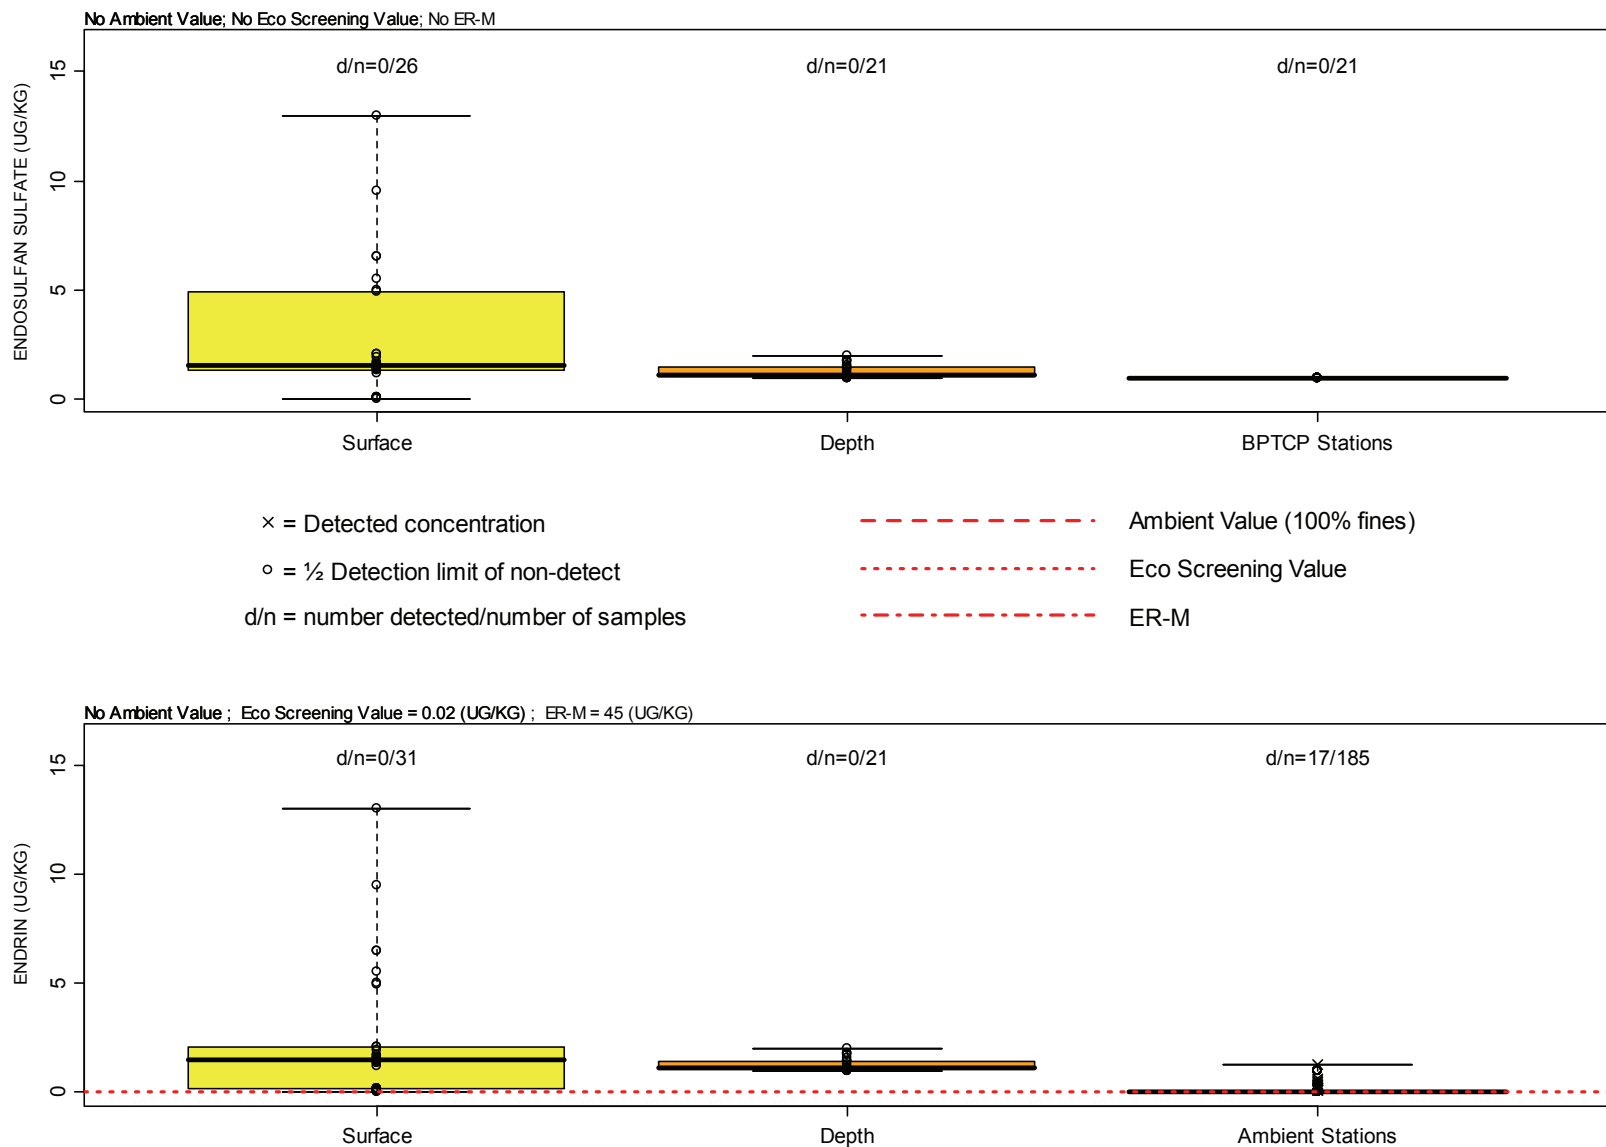 No Ambient Value; No Eco Screening Value; No ER-M
d/n=0/26
d/n=0/21
d/n=0/21
ENDOSULFAN SULFATE (UG/KG)
15
10
5
0
Surface
Depth
BPTCP Stations
× = Detected concentration
Ambient Value (100% fines)
○ = ½ Detection limit of non-detect
Eco Screening Value
d/n = number detected/number of samples
ER-M
No Ambient Value ; Eco Screening Value = 0.02 (UG/KG) ; ER-M = 45 (UG/KG)
d/n=0/31
d/n=0/21
d/n=17/185
ENDRIN (UG/KG)
15
10
5
0
Surface
Depth
Ambient Stations